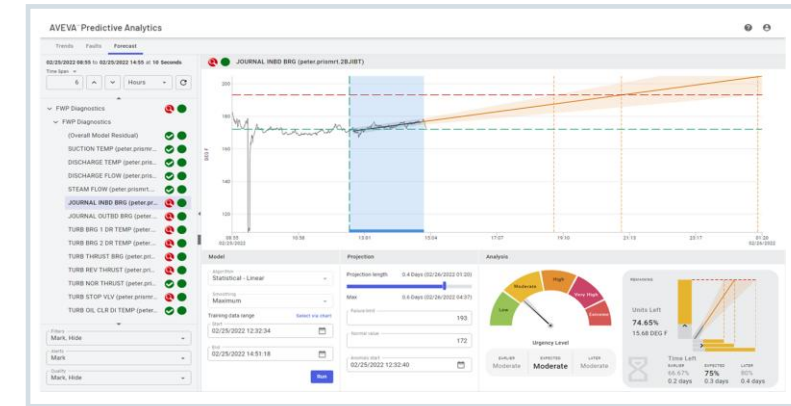 AVEVA™ Predictive Analytics
Trends Faults Forecast
02/25/2022 08:55 to 02/25/2022 14:55 at 10 Seconds
Time Span
6 Hours
FWP Diagnostics
FWP Diagnostics
(Overall Model Residual)
SUCTION TEMP (peter.prismr...
DISCHARGE TEMP (peter.pris...
DISCHARGE FLOW (peter.pris...
STEAM FLOW (peter.prismrt....
JOURNAL INBD BRG (peter.pr...
JOURNAL OUTBD BRG (peter....
TURB BRG 1 DR TEMP (peter...
TURB BRG 2 DR TEMP (peter...
TURB THRUST BRG (peter.pri...
TURB REV THRUST (peter.pri...
TURB NOR THRUST (peter.pri...
TURB STOP VLV (peter.prismr...
TURB OIL CLR DI TEMP (peter...
Filters
Mark, Hide
Alerts
Mark
Quality
Mark, Hide
JOURNAL INBD BRG (peter.prismrt.2BJIBT)
DEG F
200
180
160
140
120
08:55
02/25/2022
10:58 13:01 15:04 17:07 19:10 21:13 23:17 01:20
02/26/2022
Model
Algorithm
Statistical - Linear
Smoothing
Maximum
Training data range Select via chart
Start
02/25/2022 12:32:34
End
02/25/2022 14:51:18
Run
Projection
Projection length 0.4 Days (02/26/2022 01:20)
Max 0.6 Days (02/26/2022 04:37)
193
Normal value
172
Anomaly start
02/25/2022 12:32:40
Analysis
Low Moderate High Very High Extreme
Urgency Level
EARLIER EXPECTED LATER
Moderate Moderate Moderate
REMAINING
Units Left
74.65%
15.68 DEG F
Time Left
EARLIER EXPECTED LATER
66.67% 75% 80%
0.2 days 0.3 days 0.4 days